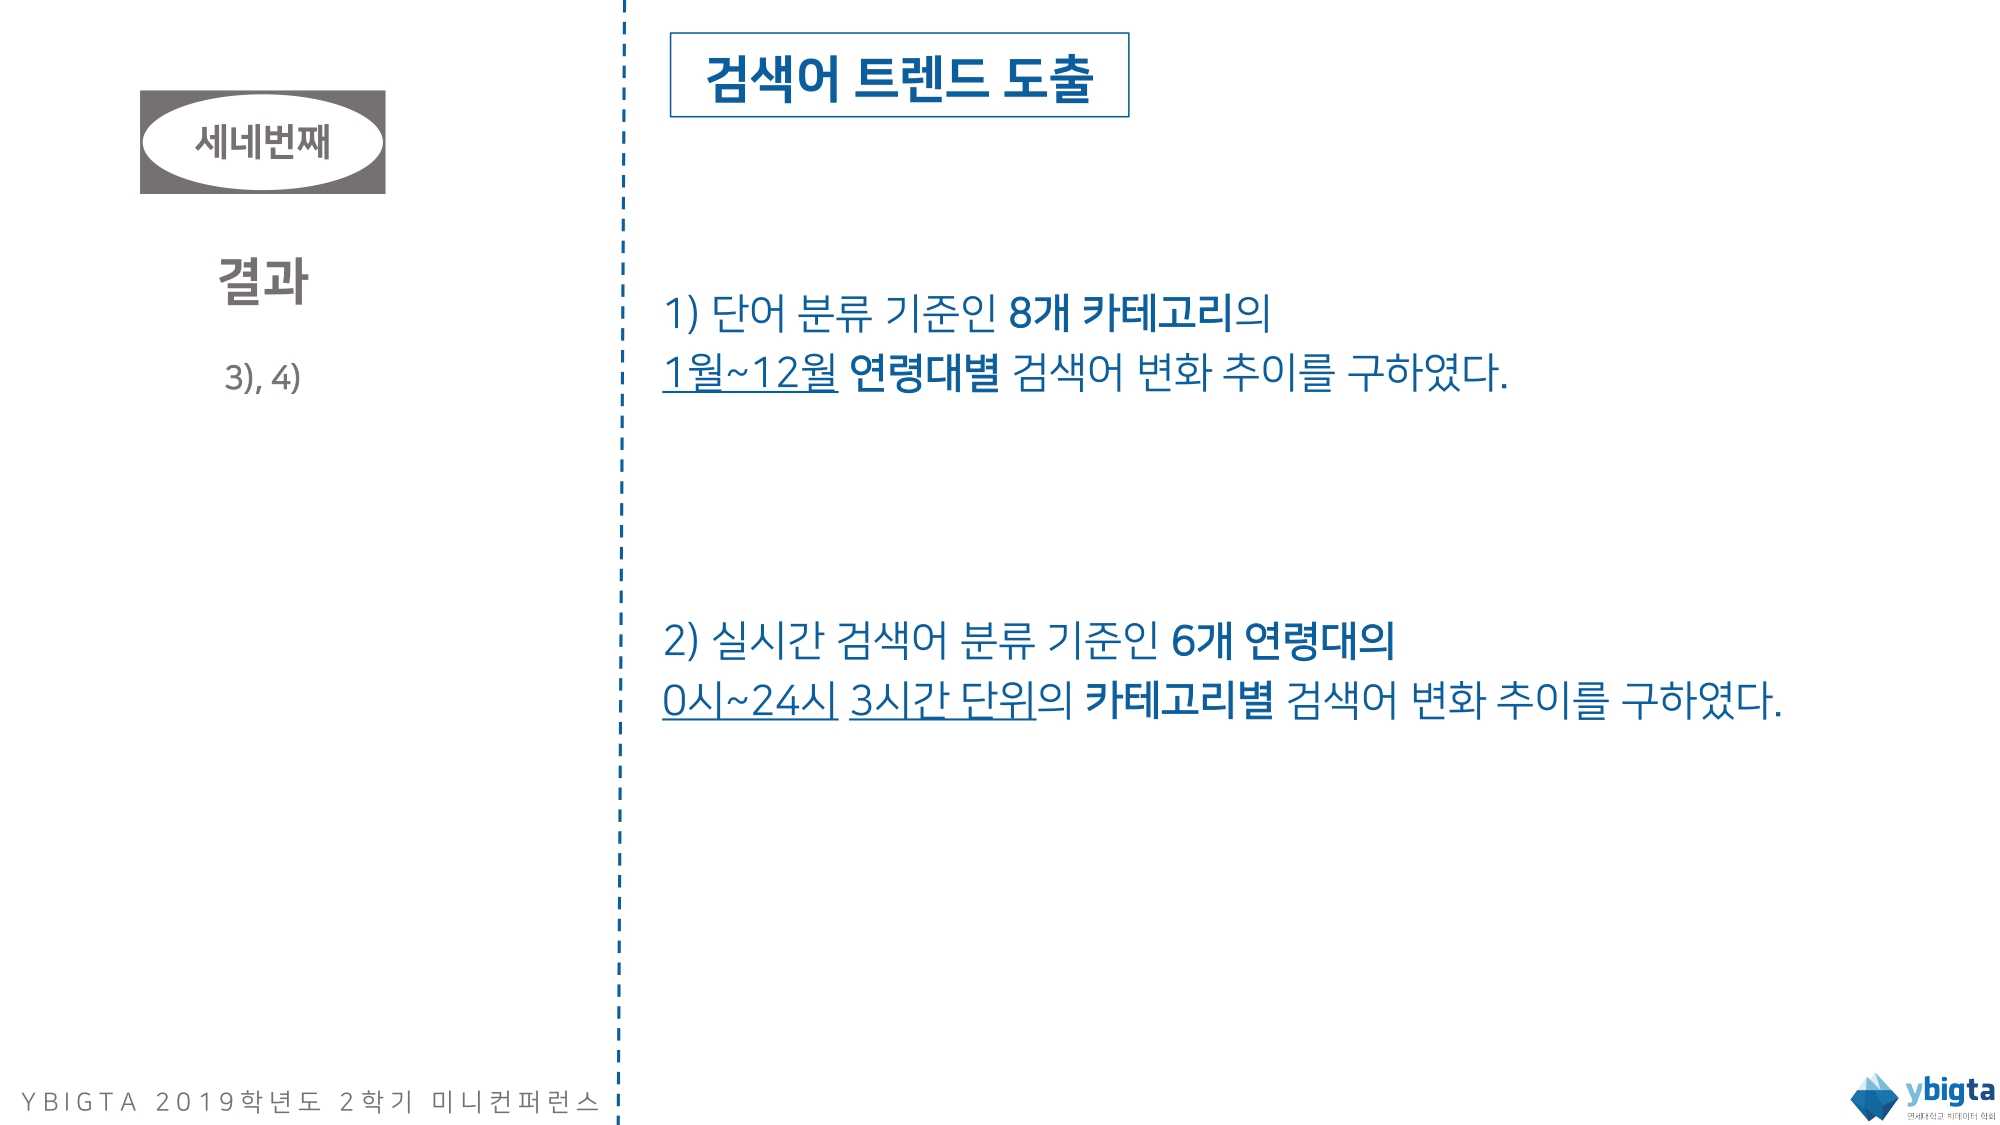 세네번째
결과
3), 4)
검색어 트렌드 도출
1) 단어 분류 기준인 8개 카테고리의
1월~12월 연령대별 검색어 변화 추이를 구하였다.
2) 실시간 검색어 분류 기준인 6개 연령대의
0시~24시 3시간 단위의 카테고리별 검색어 변화 추이를 구하였다.
YBIGTA 2019학년도 2학기 미니컨퍼런스
ybigta
연세대학교 빅데이터 학회